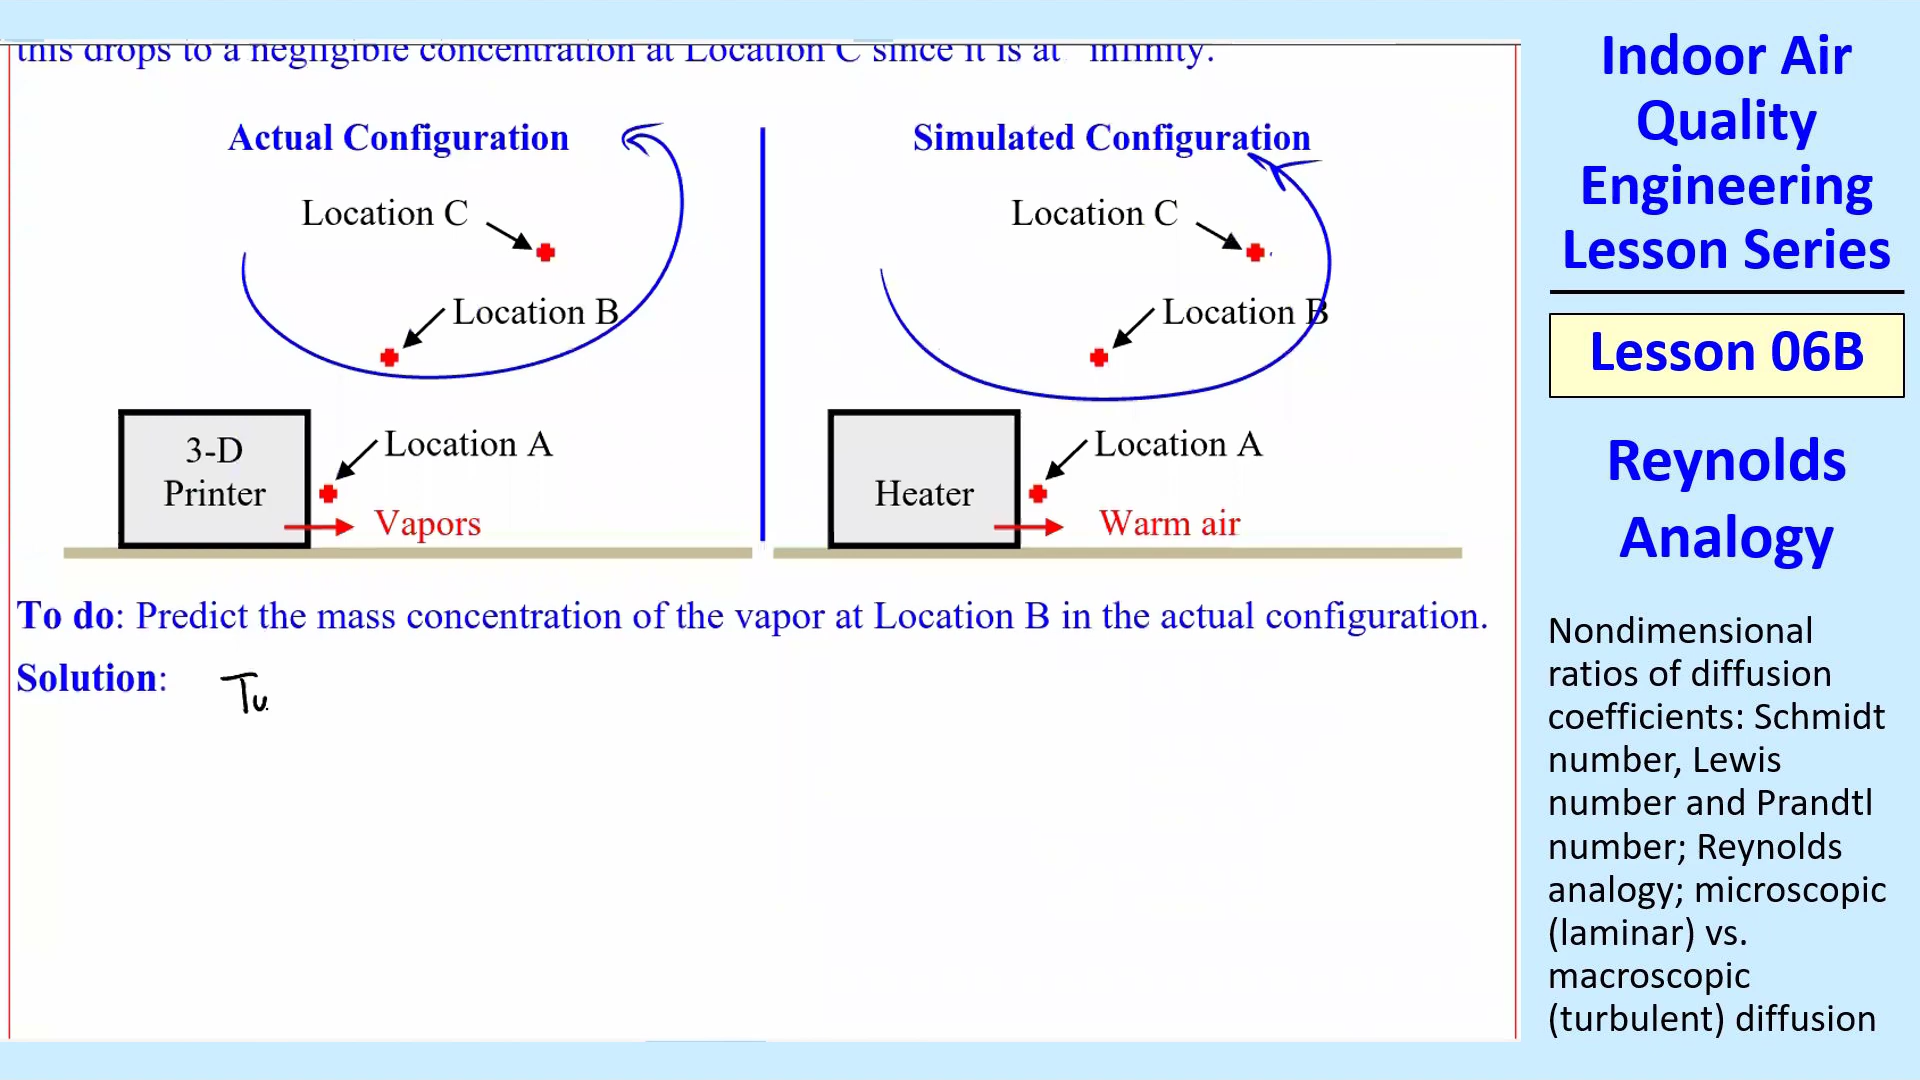 this drops to a negligible concentration at Location C since it is at "infinity."
Actual Configuration
Location C
Location B
3-D
Printer
Location A
Vapors
Simulated Configuration
Location C
Location B
Heater
Location A
Warm air
To do: Predict the mass concentration of the vapor at Location B in the actual configuration.
Solution: Tu
Indoor Air
Quality
Engineering
Lesson Series
Lesson 06B
Reynolds
Analogy
Nondimensional
ratios of diffusion
coefficients: Schmidt
number, Lewis
number and Prandtl
number; Reynolds
analogy; microscopic
(laminar) vs.
macroscopic
(turbulent) diffusion